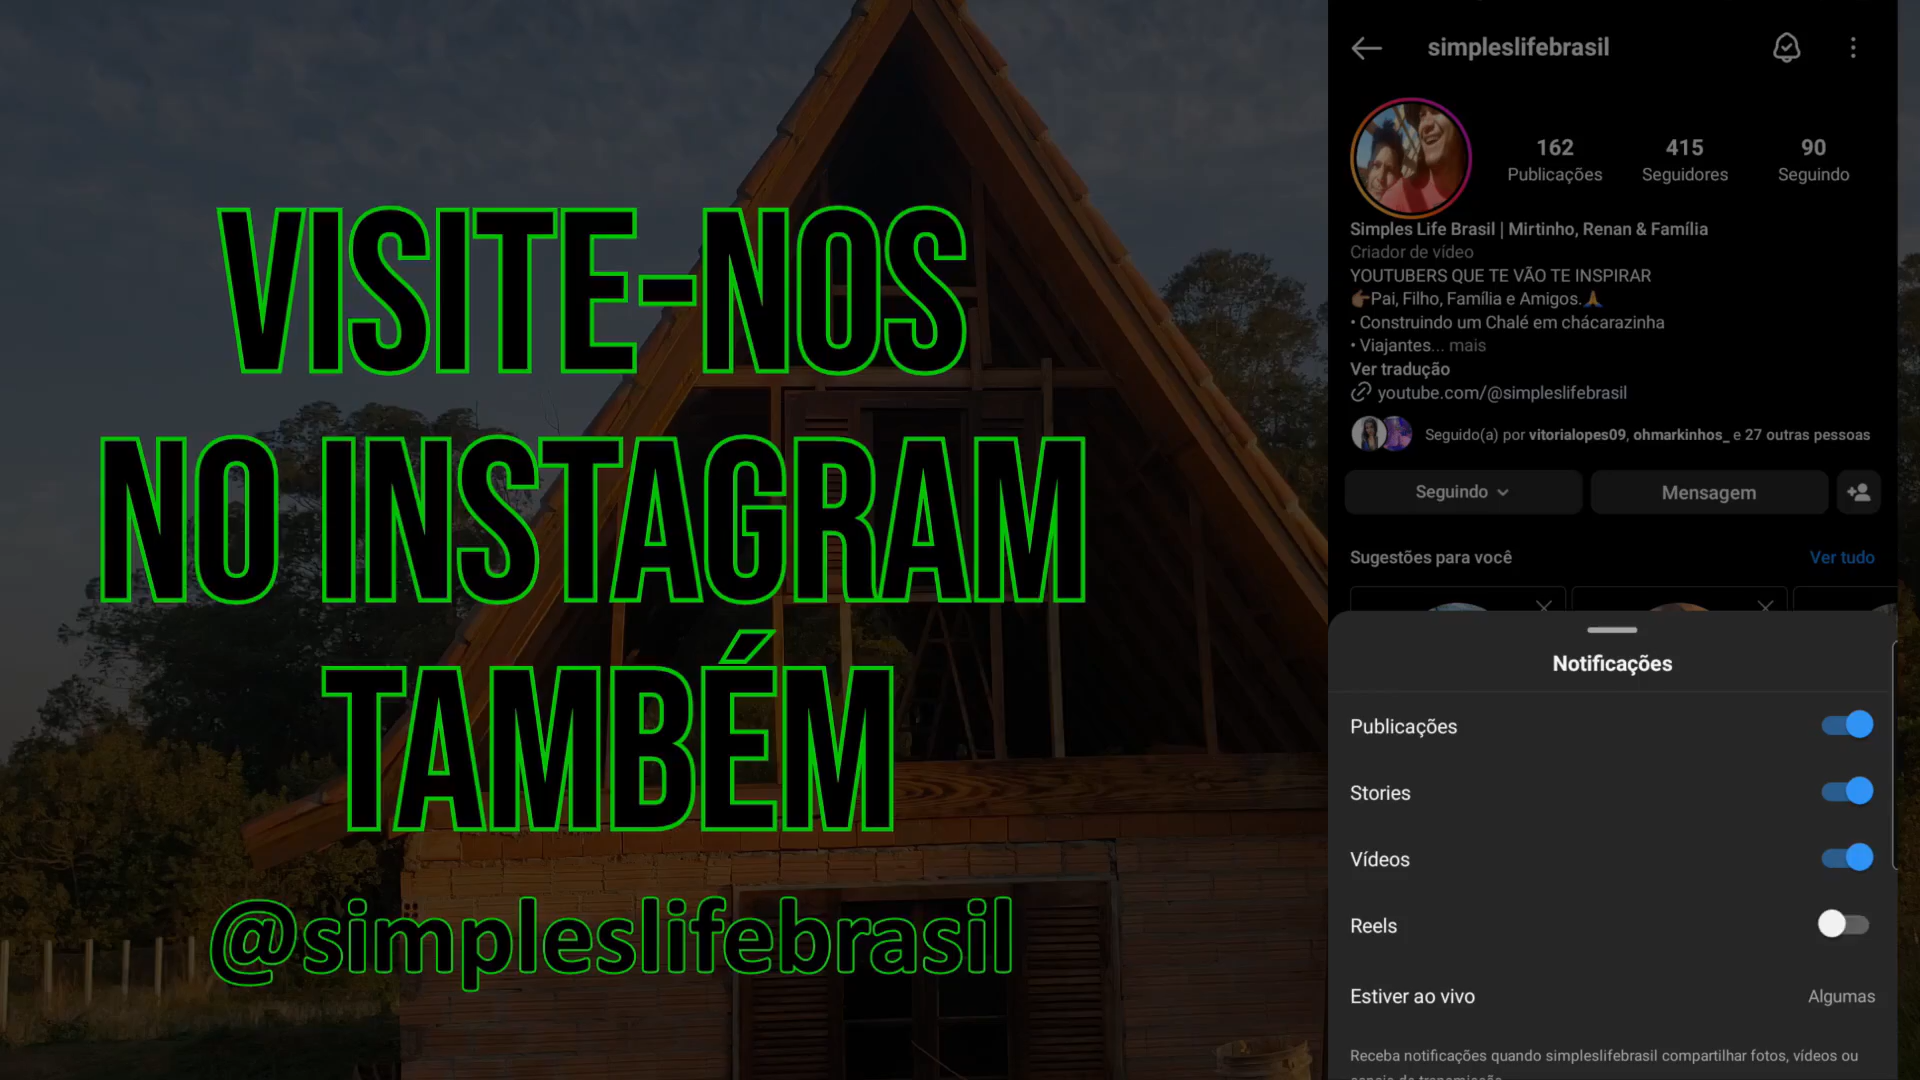 VISITE-NOS
NO INSTAGRAM
TAMBÉM
@simpleslifebrasil
simpleslifebrasil
162
Publicações
415
Seguidores
90
Seguindo
Simples Life Brasil | Mirtinho, Renan & Família
Criador de vídeo
YOUTUBERS QUE TE VÃO TE INSPIRAR
👉🏽Pai, Filho, Família e Amigos.🙏
• Construindo um Chalé em chácarazinha
• Viajantes... mais
Ver tradução
youtube.com/@simpleslifebrasil
Seguido(a) por vitorialopes09, ohmarkinhos_ e 27 outras pessoas
Seguindo
Mensagem
Sugestões para você
Ver tudo
Notificações
Publicações
Stories
Vídeos
Reels
Estiver ao vivo
Algumas
Receba notificações quando simpleslifebrasil compartilhar fotos, vídeos ou